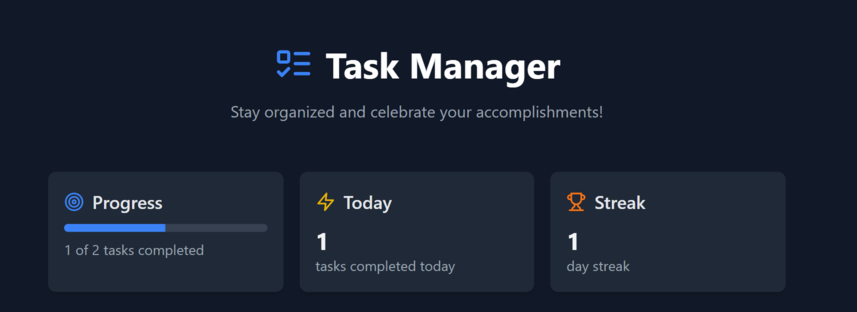 Task Manager
Stay organized and celebrate your accomplishments!
Progress
1 of 2 tasks completed
Today
1
tasks completed today
Streak
1
day streak